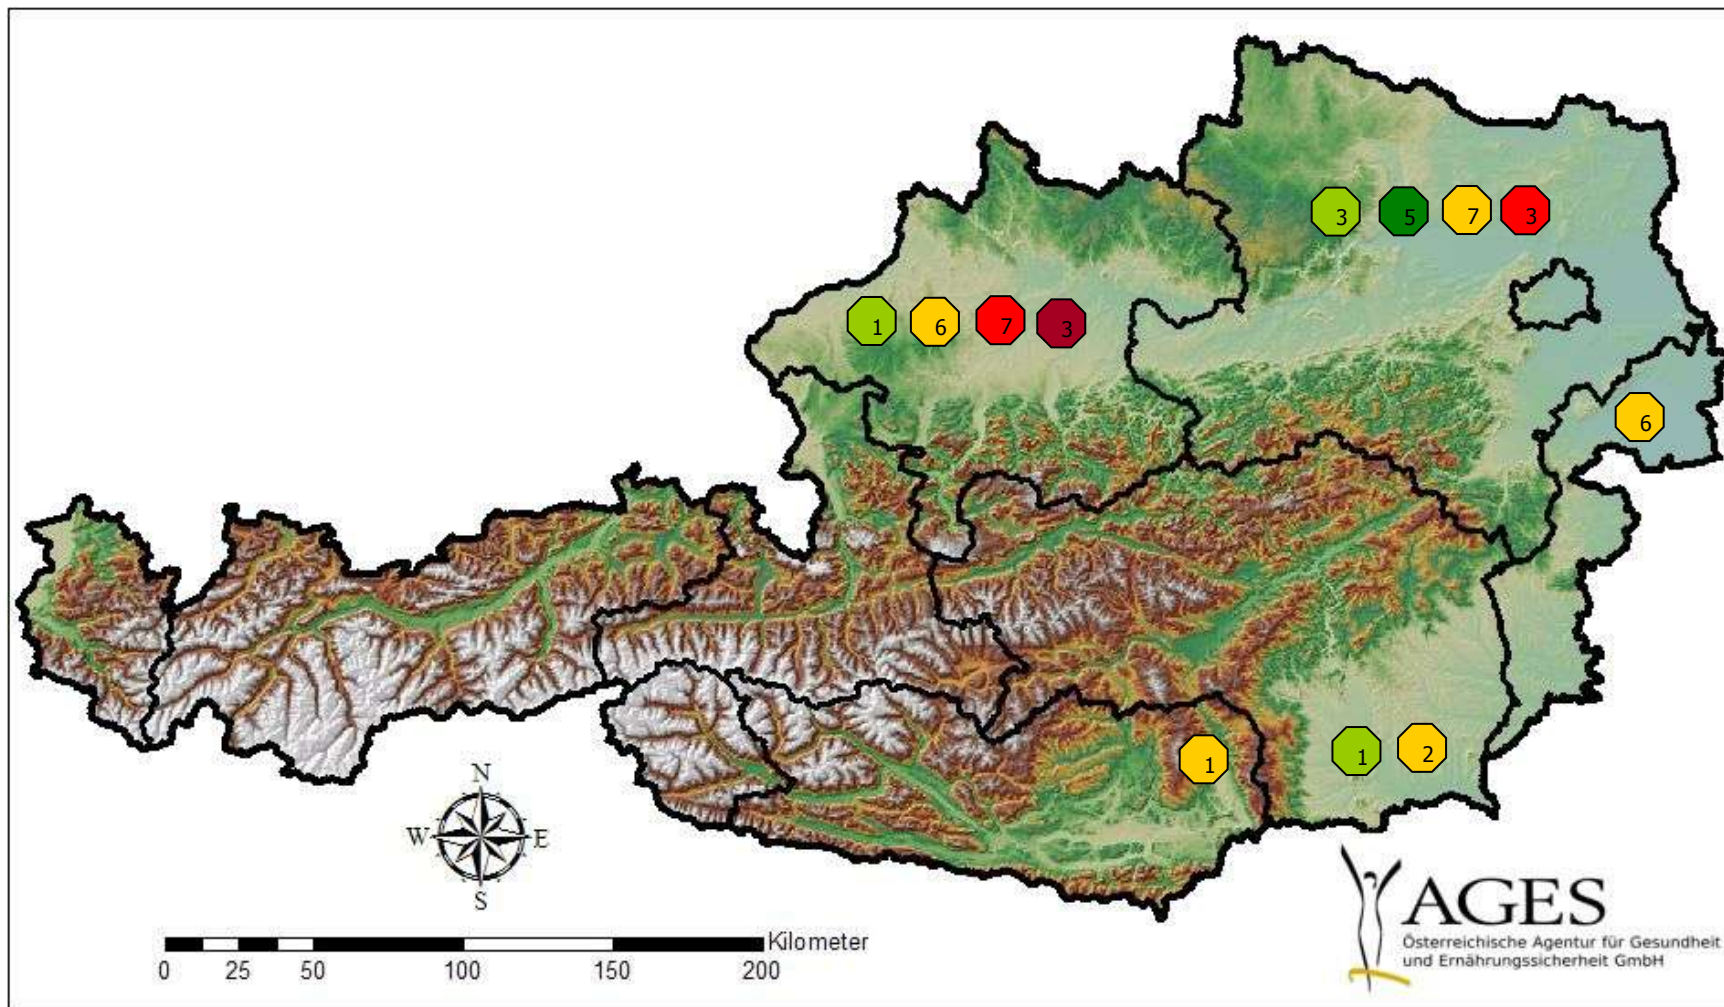 3 5 7 3
1 6 7 3
6
1 2
1
N
W E
S
Kilometer
0 25 50 100 150 200
AGES
Österreichische Agentur für Gesundheit
und Ernährungssicherheit GmbH